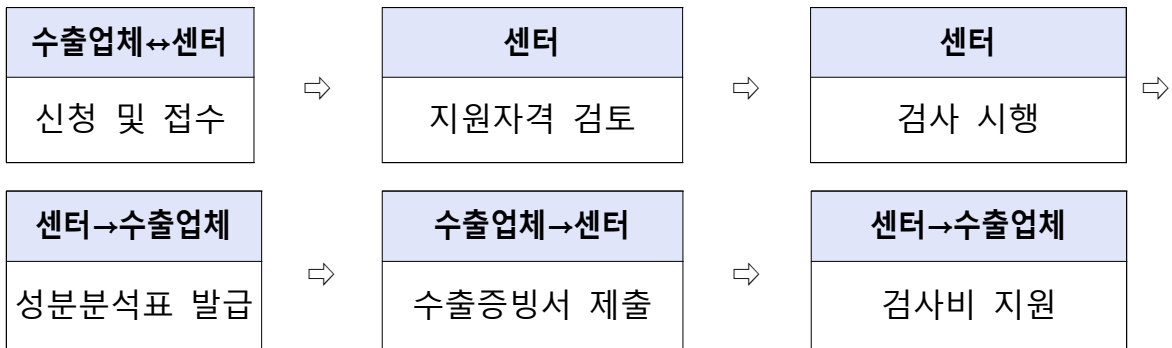 수출업체↔센터 ⇨ 센터 ⇨ 센터 ⇨
신청 및 접수 지원자격 검토 검사 시행
센터→수출업체 ⇨ 수출업체→센터 ⇨ 센터→수출업체
성분분석표 발급 수출증빙서 제출 검사비 지원